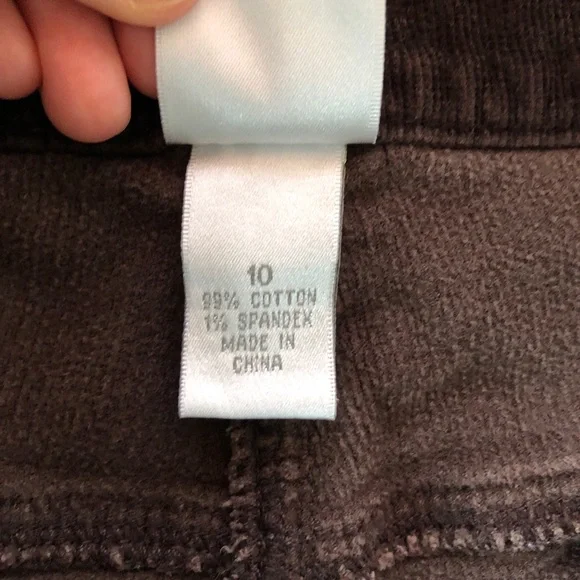 10
99% COTTON
1% SPANDEX
MADE IN
CHINA